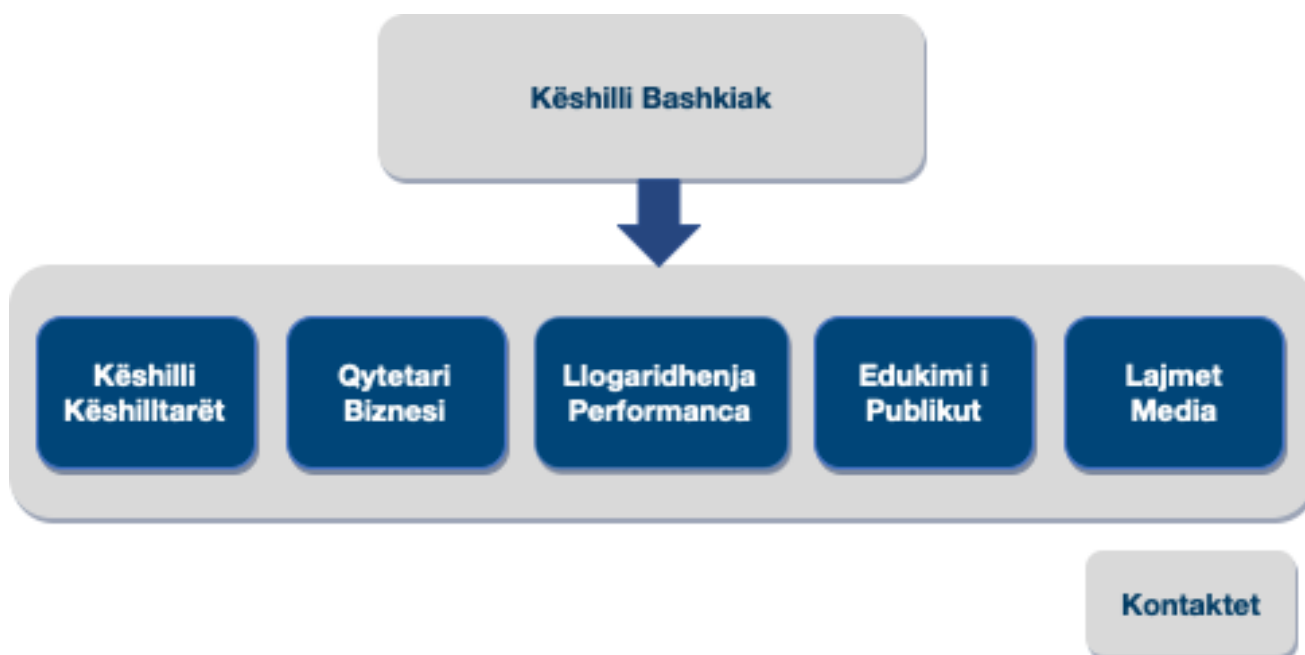 Këshilli Bashkiak
Këshilli
Këshilltarët
Qytetari
Biznesi
Llogaridhenja
Performanca
Edukimi i
Publikut
Lajmet
Media
Kontaktet